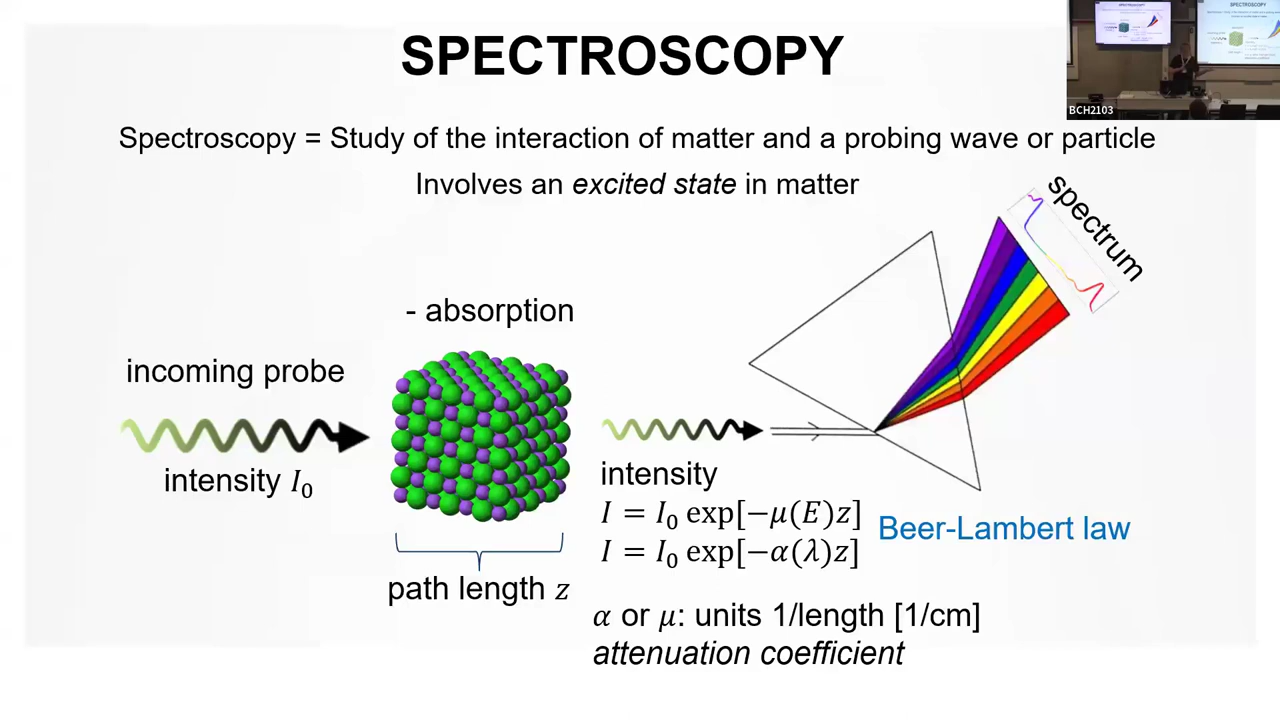 SPECTROSCOPY
Spectroscopy = Study of the interaction of matter and a probing wave or particle
Involves an excited state in matter
spectrum
- absorption
incoming probe
intensity I₀
path length z
intensity
I = I₀ exp[−μ(E)z]
I = I₀ exp[−α(λ)z]
Beer-Lambert law
α or μ: units 1/length [1/cm]
attenuation coefficient
BCH2103
SPECTROSCOPY
SPECTROSCOPY